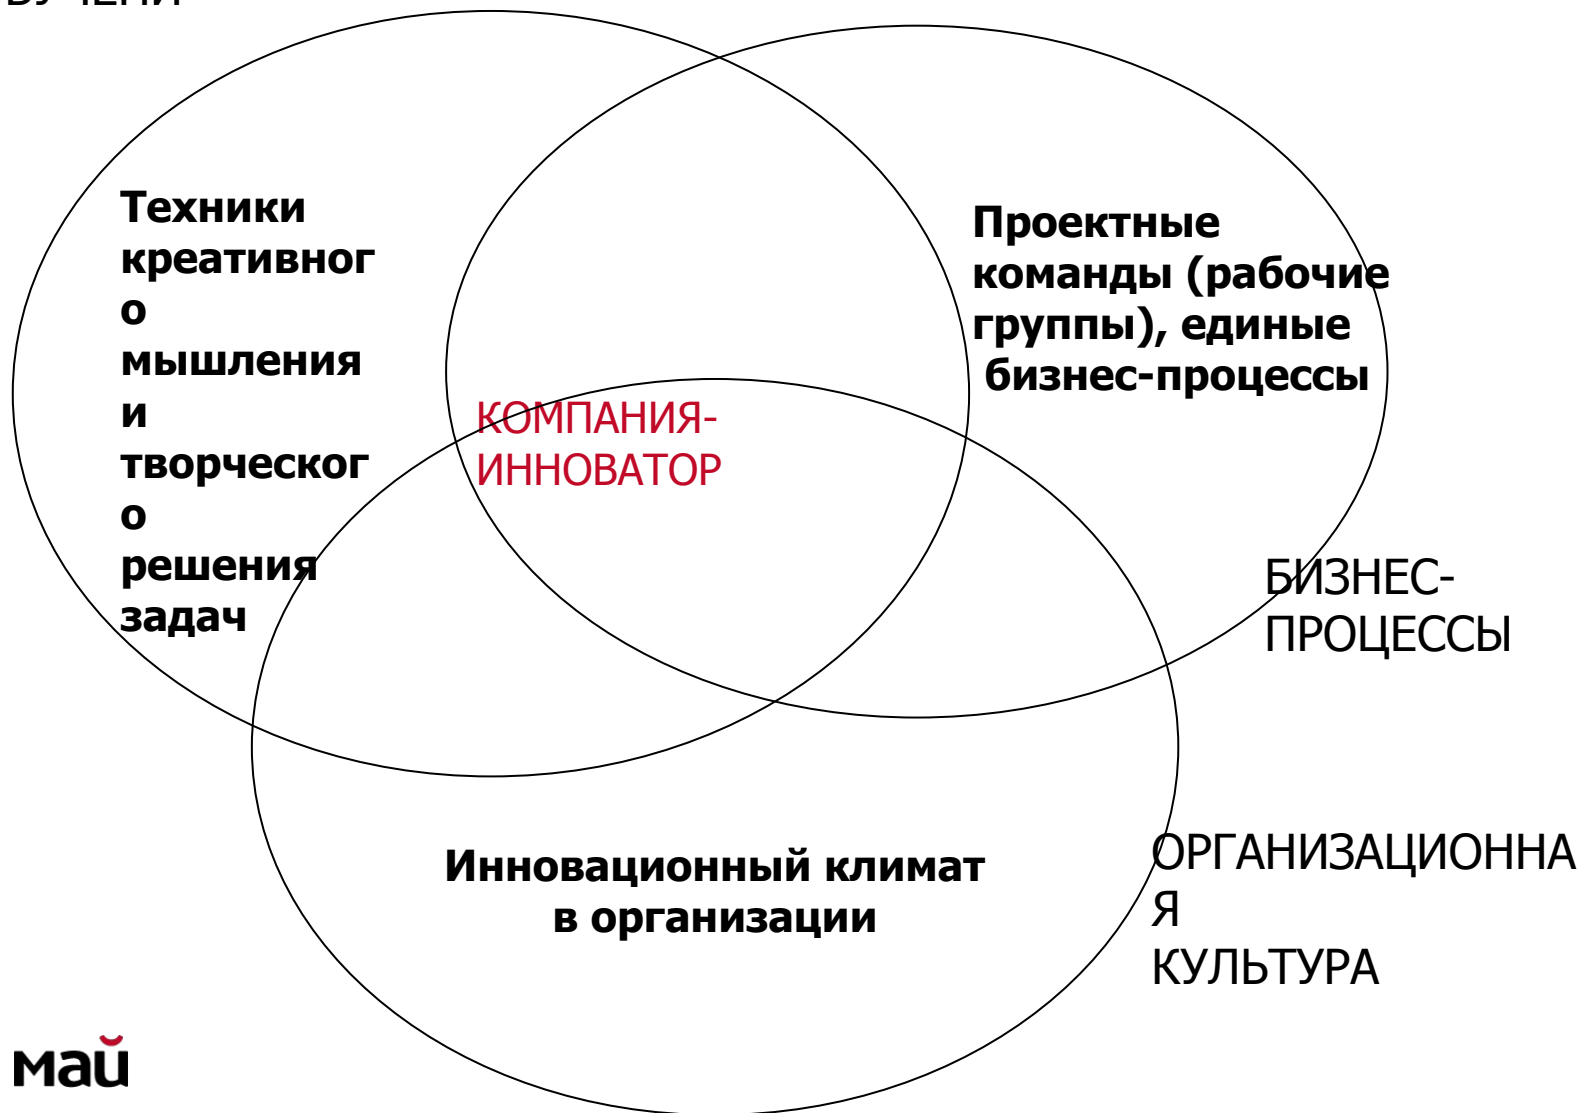 Техники
креативног
о
мышления
и
творческог
о
решения
задач
Проектные
команды (рабочие
группы), единые
бизнес-процессы
КОМПАНИЯ-
ИННОВАТОР
БИЗНЕС-
ПРОЦЕССЫ
Инновационный климат
в организации
ОРГАНИЗАЦИОННА
Я
КУЛЬТУРА
май